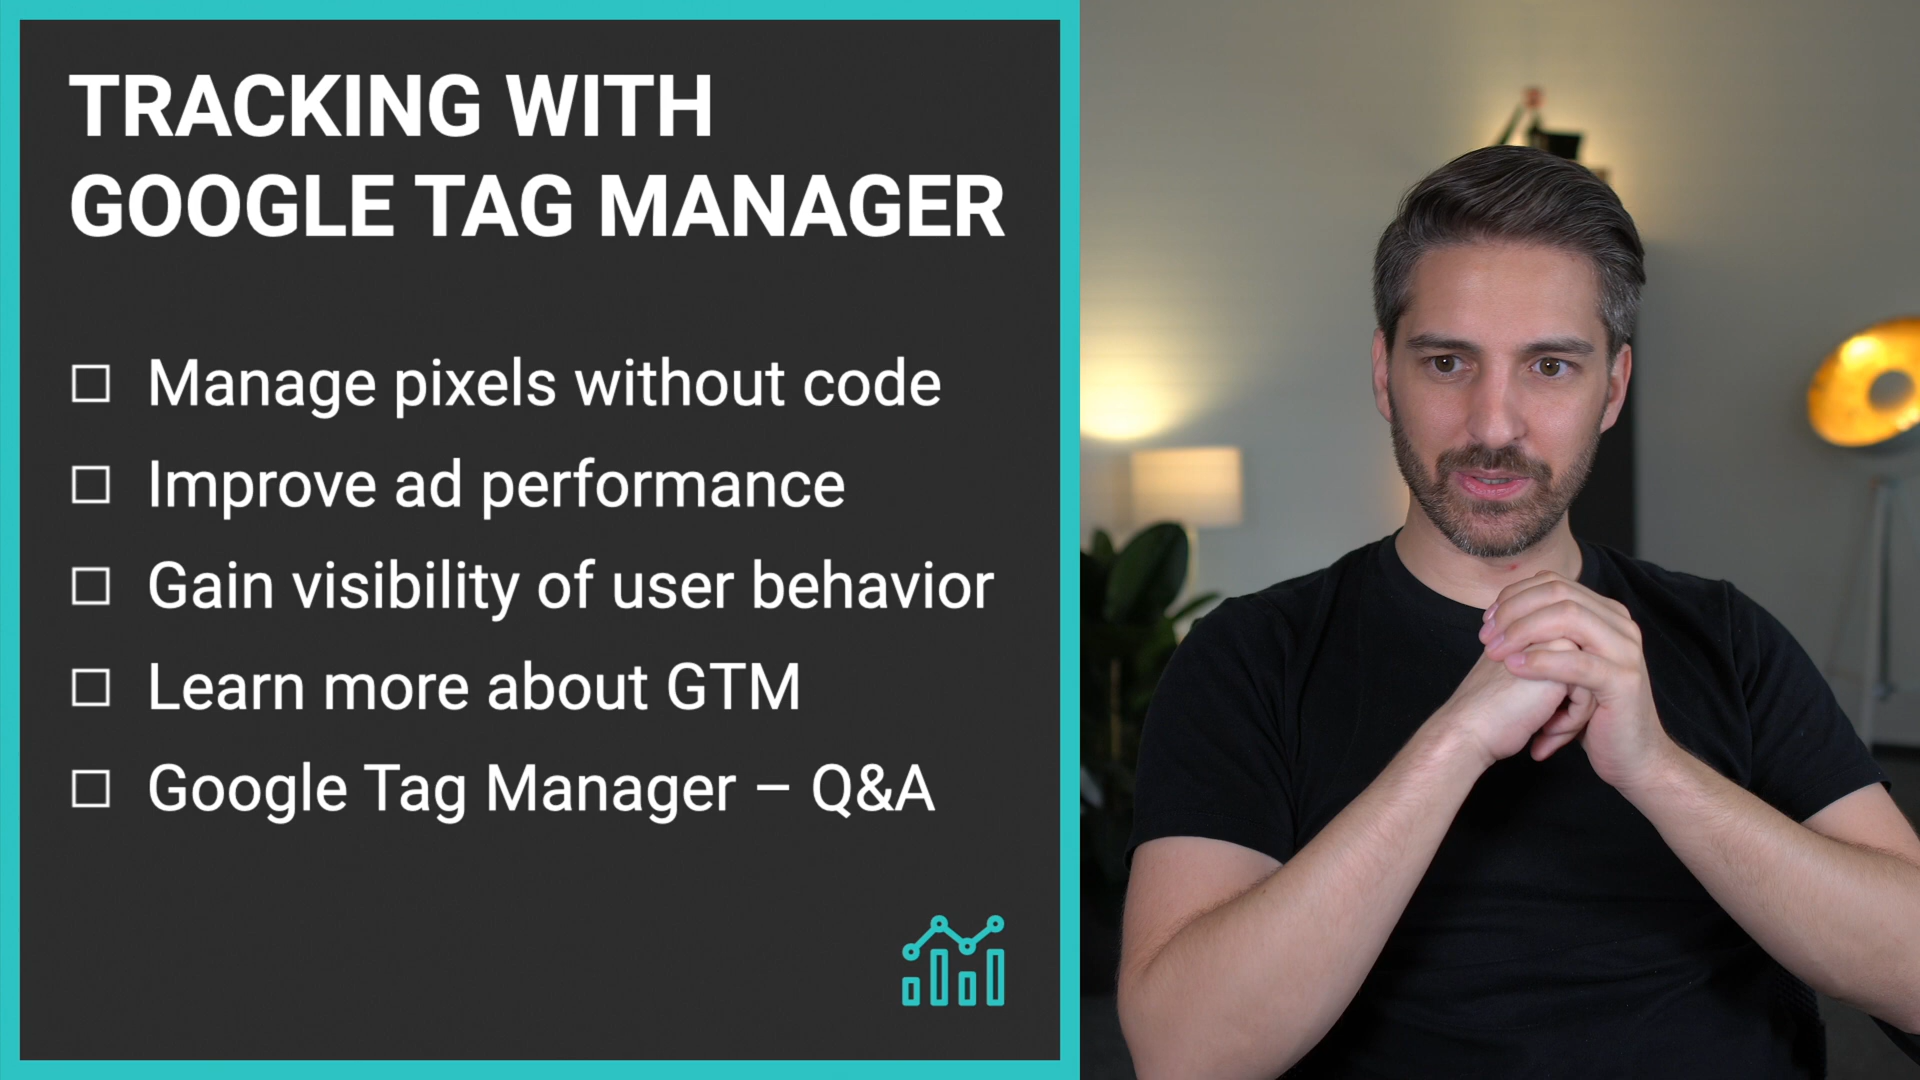 TRACKING WITH
GOOGLE TAG MANAGER
☐ Manage pixels without code
☐ Improve ad performance
☐ Gain visibility of user behavior
☐ Learn more about GTM
☐ Google Tag Manager – Q&A